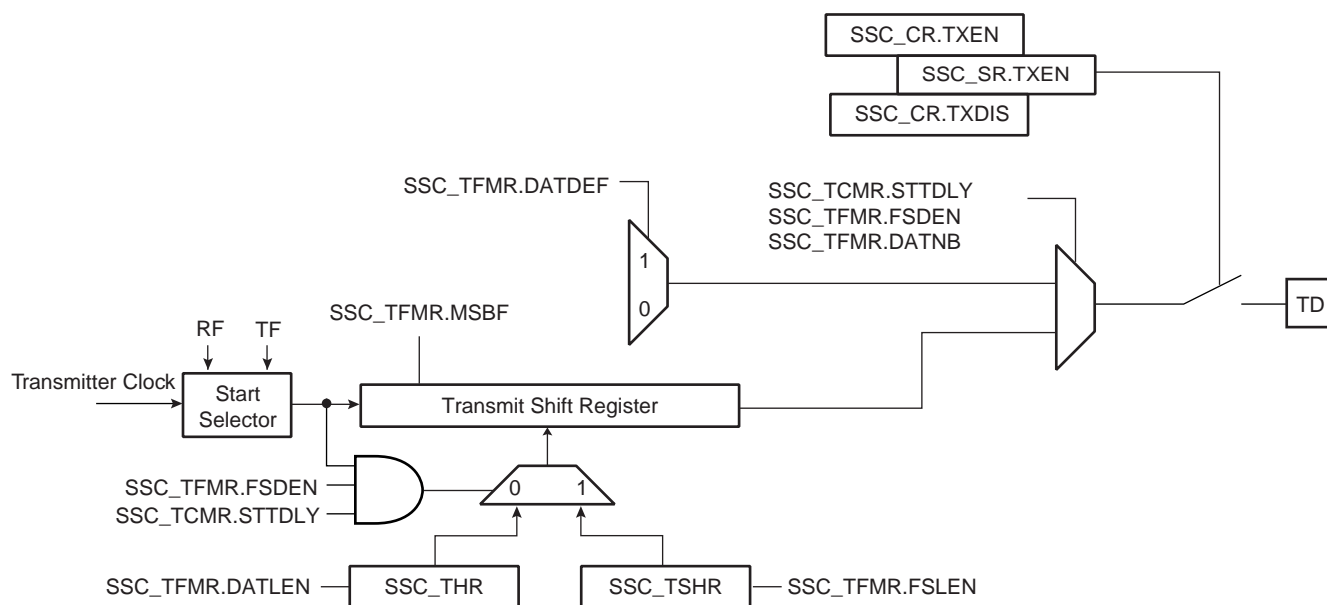 SSC_CR.TXEN
SSC_SR.TXEN
SSC_CR.TXDIS
SSC_TFMR.DATDEF
SSC_TCMR.STTDLY
SSC_TFMR.FSDEN
SSC_TFMR.DATNB
1
0
TD
SSC_TFMR.MSBF
RF
TF
Transmitter Clock
Start
Selector
Transmit Shift Register
SSC_TFMR.FSDEN
SSC_TCMR.STTDLY
0
1
SSC_TFMR.DATLEN
SSC_THR
SSC_TSHR
SSC_TFMR.FSLEN